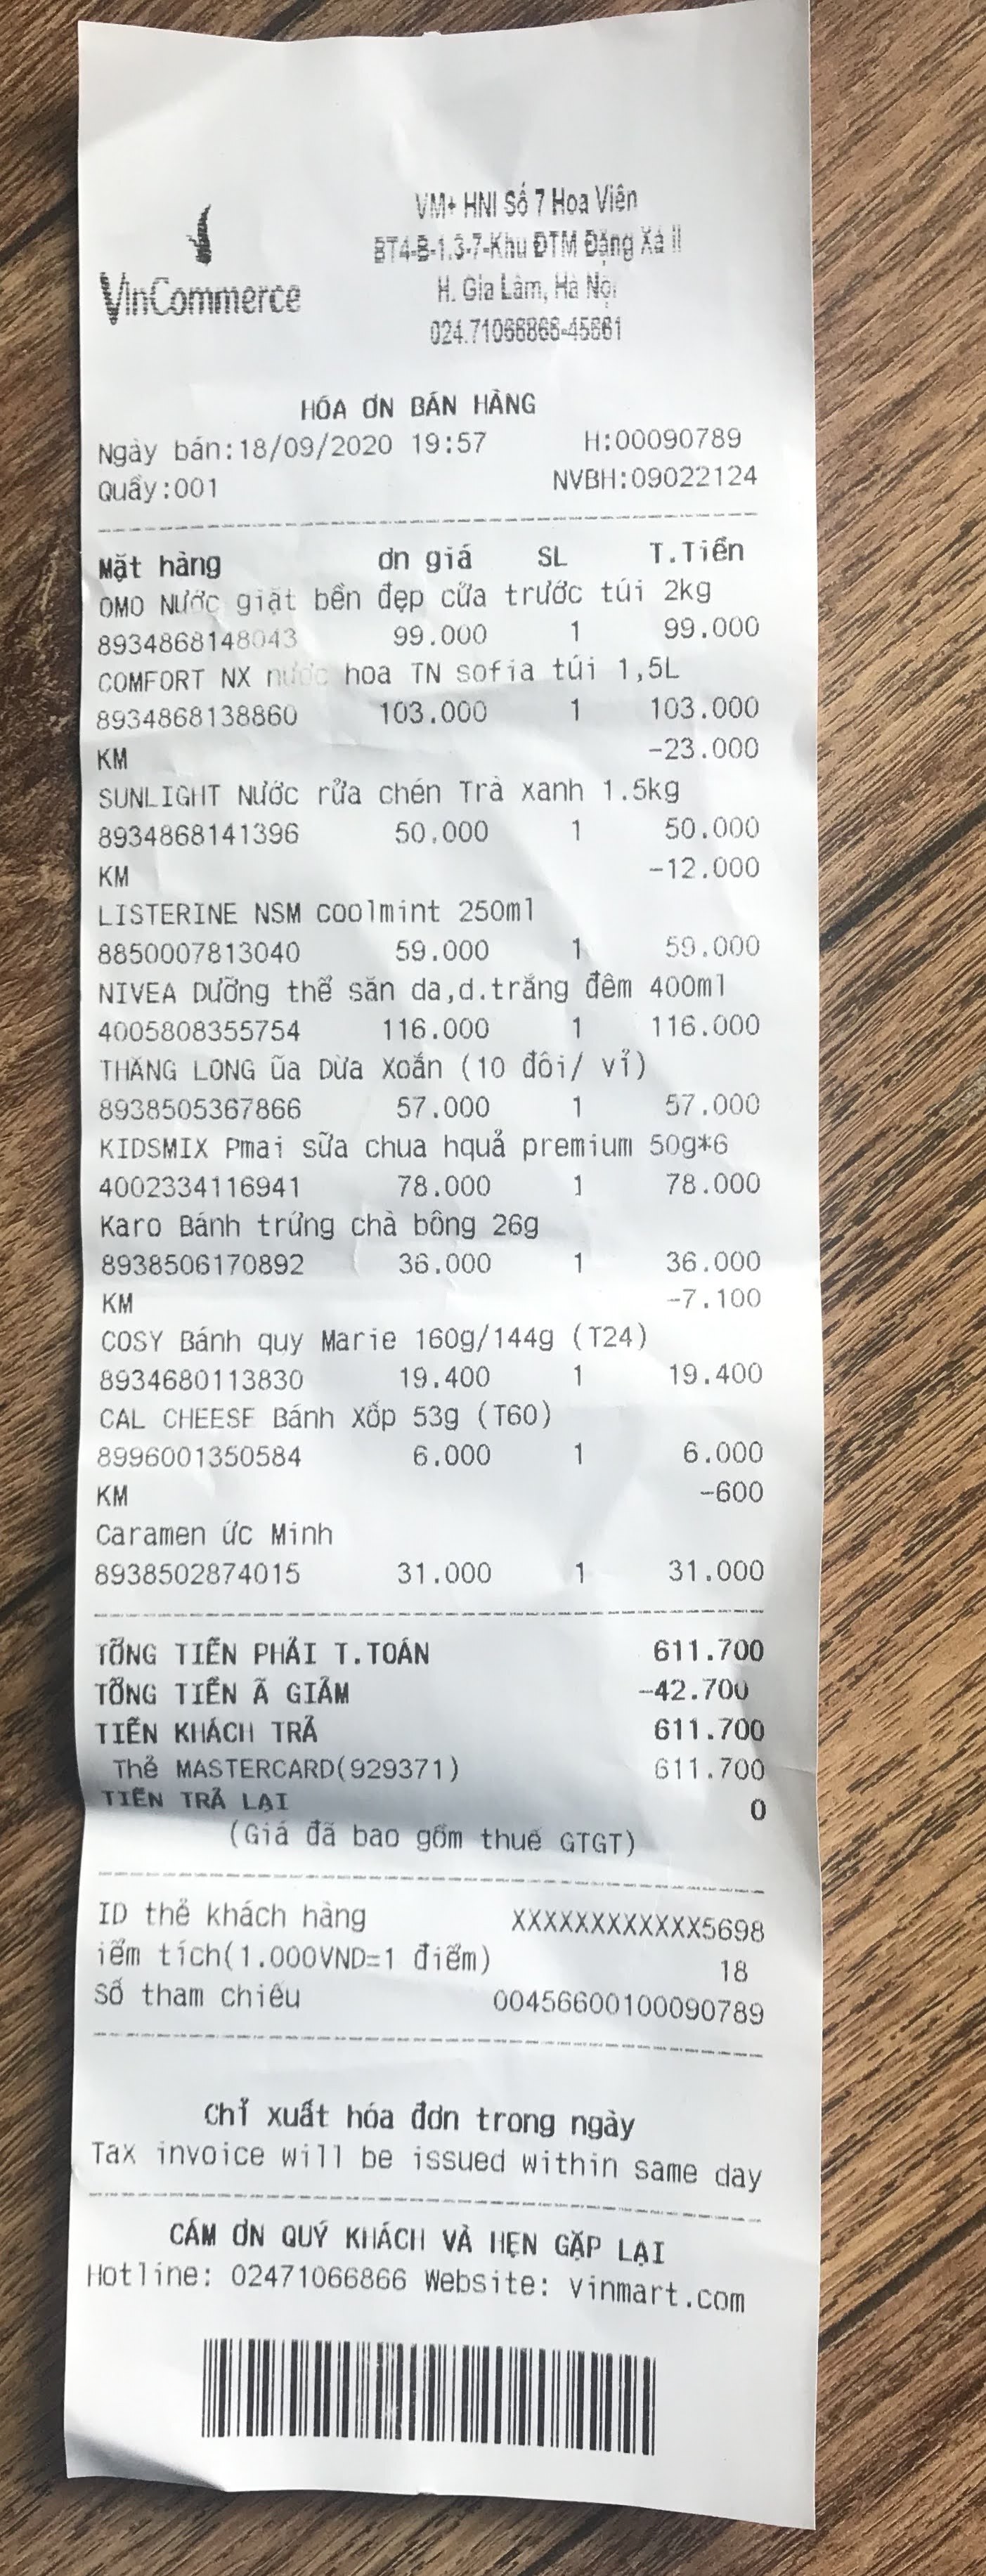 VinCommerce
VM+ HNI Số 7 Hoa Viên
BT4-B-1.3-7-Khu ĐTM Đặng Xá II
H. Gia Lâm, Hà Nội
024.71066866-45661
HÓA ƠN BÁN HÀNG
Ngày bán:18/09/2020 19:57 H:00090789
Quầy:001 NVBH:09022124
Mặt hàng ơn giá SL T.Tiền
OMO Nước giặt bền đẹp cửa trước túi 2kg
8934868148043 99.000 1 99.000
COMFORT NX nước hoa TN sofia túi 1,5L
8934868138860 103.000 1 103.000
KM -23.000
SUNLIGHT Nước rửa chén Trà xanh 1.5kg
8934868141396 50.000 1 50.000
KM -12.000
LISTERINE NSM coolmint 250ml
8850007813040 59.000 1 59.000
NIVEA Dưỡng thể săn da,d.trắng đêm 400ml
4005808355754 116.000 1 116.000
THĂNG LONG ũa Dừa Xoắn (10 đôi/ vỉ)
8938505367866 57.000 1 57.000
KIDSMIX Pmai sữa chua hquả premium 50g*6
4002334116941 78.000 1 78.000
Karo Bánh trứng chà bông 26g
8938506170892 36.000 1 36.000
KM -7.100
COSY Bánh quy Marie 160g/144g (T24)
8934680113830 19.400 1 19.400
CAL CHEESE Bánh Xốp 53g (T60)
8996001350584 6.000 1 6.000
KM -600
Caramen ức Minh
8938502874015 31.000 1 31.000
TỔNG TIỀN PHẢI T.TOÁN 611.700
TỔNG TIỀN Ã GIẢM -42.700
TIỀN KHÁCH TRẢ 611.700
Thẻ MASTERCARD(929371) 611.700
TIỀN TRẢ LẠI 0
(Giá đã bao gồm thuế GTGT)
ID thẻ khách hàng XXXXXXXXXXXX5698
iểm tích(1.000VND=1 điểm) 18
Số tham chiếu 00456600100090789
Chỉ xuất hóa đơn trong ngày
Tax invoice will be issued within same day
CÁM ƠN QUÝ KHÁCH VÀ HẸN GẶP LẠI
Hotline: 02471066866 Website: vinmart.com